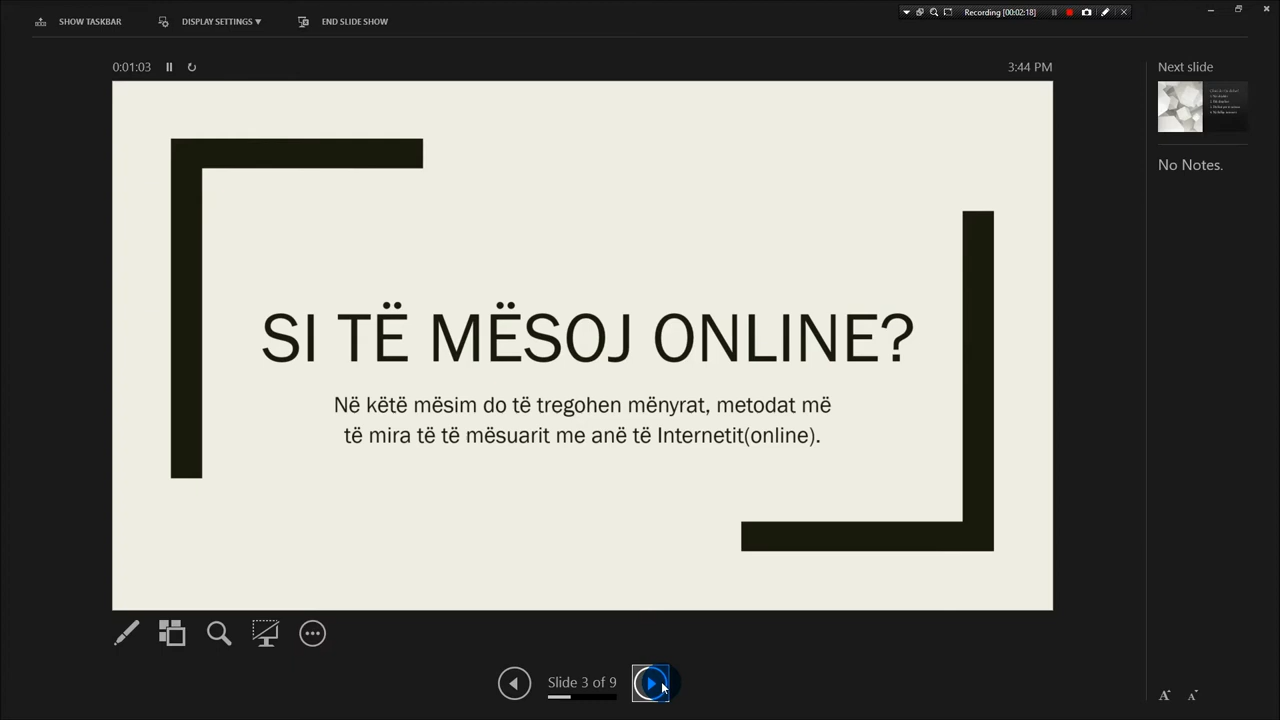 SHOW TASKBAR
DISPLAY SETTINGS
END SLIDE SHOW
Recording [00:02:18]
0:01:03
3:44 PM
Next slide
No Notes.
SI TË MËSOJ ONLINE?
Në këtë mësim do të tregohen mënyrat, metodat më
të mira të të mësuarit me anë të Internetit(online).
Slide 3 of 9
A
A